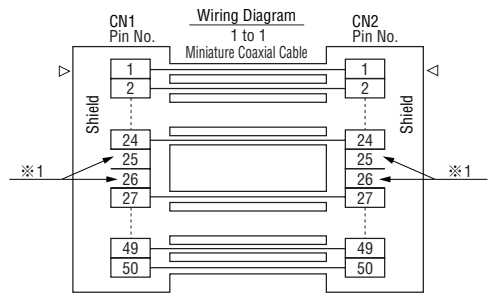 Wiring Diagram
1 to 1
Miniature Coaxial Cable
CN1
Pin No.
CN2
Pin No.
▷ 1 1 ◁
2 2
Shield Shield
24 24
25 25
※1 26 26 ※1
27 27
49 49
50 50